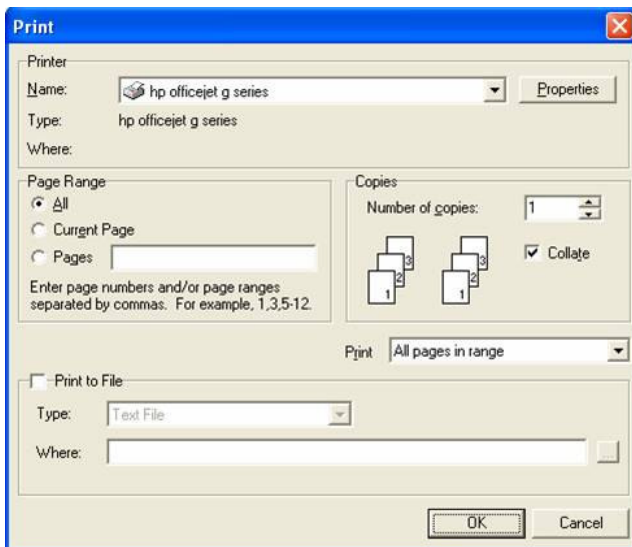 Print
Printer
Name:
hp officejet g series
Properties
Type:
hp officejet g series
Where:
Page Range
All
Current Page
Pages
Enter page numbers and/or page ranges
separated by commas. For example, 1,3,5-12.
Copies
Number of copies:
1
3
2
1
3
2
1
Collate
Print
All pages in range
Print to File
Type:
Text File
Where:
...
OK
Cancel